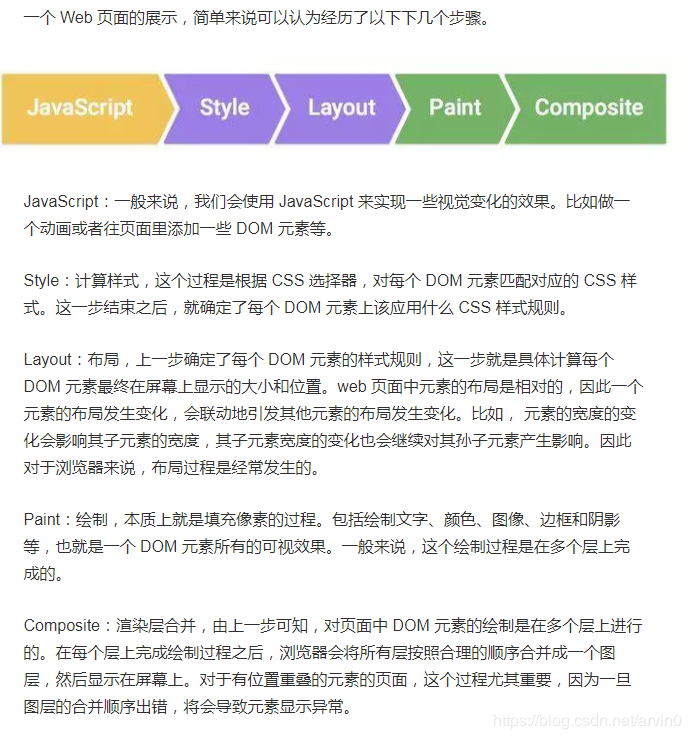 一个 Web 页面的展示，简单来说可以认为经历了以下下几个步骤。
JavaScript
Style
Layout
Paint
Composite
JavaScript：一般来说，我们会使用 JavaScript 来实现一些视觉变化的效果。比如做一
个动画或者往页面里添加一些 DOM 元素等。
Style：计算样式，这个过程是根据 CSS 选择器，对每个 DOM 元素匹配对应的 CSS 样
式。这一步结束之后，就确定了每个 DOM 元素上该应用什么 CSS 样式规则。
Layout：布局，上一步确定了每个 DOM 元素的样式规则，这一步就是具体计算每个
DOM 元素最终在屏幕上显示的大小和位置。web 页面中元素的布局是相对的，因此一个
元素的布局发生变化，会联动地引发其他元素的布局发生变化。比如， 元素的宽度的变
化会影响其子元素的宽度，其子元素宽度的变化也会继续对其孙子元素产生影响。因此
对于浏览器来说，布局过程是经常发生的。
Paint：绘制，本质上就是填充像素的过程。包括绘制文字、颜色、图像、边框和阴影
等，也就是一个 DOM 元素所有的可视效果。一般来说，这个绘制过程是在多个层上完
成的。
Composite：渲染层合并，由上一步可知，对页面中 DOM 元素的绘制是在多个层上进行
的。在每个层上完成绘制过程之后，浏览器会将所有层按照合理的顺序合并成一个图
层，然后显示在屏幕上。对于有位置重叠的元素的页面，这个过程尤其重要，因为一旦
图层的合并顺序出错，将会导致元素显示异常。
https://blog.csdn.net/arvin0